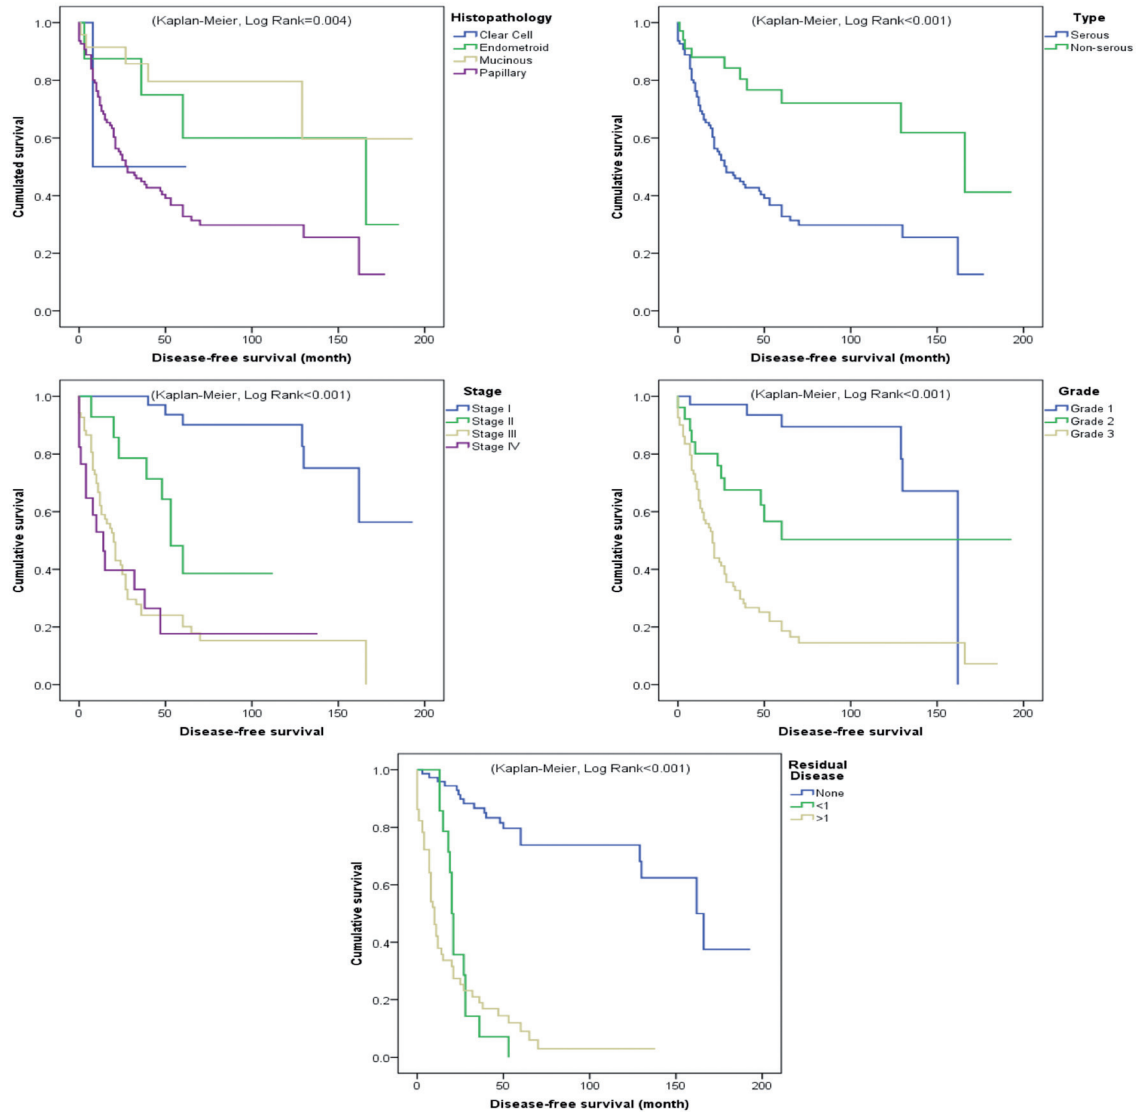 (Kaplan-Meier, Log Rank=0.004)
Histopathology
Clear Cell
Endometroid
Mucinous
Papillary
Cumulated survival
1.0
0.8
0.6
0.4
0.2
0.0
0
50
100
150
200
Disease-free survival (month)
(Kaplan-Meier, Log Rank<0.001)
Type
Serous
Non-serous
Cumulative survival
1.0
0.8
0.6
0.4
0.2
0.0
0
50
100
150
200
Disease-free survival (month)
(Kaplan-Meier, Log Rank<0.001)
Stage
Stage I
Stage II
Stage III
Stage IV
Cumulative survival
1.0
0.8
0.6
0.4
0.2
0.0
0
50
100
150
200
Disease-free survival
(Kaplan-Meier, Log Rank<0.001)
Grade
Grade 1
Grade 2
Grade 3
Cumulative survival
1.0
0.8
0.6
0.4
0.2
0.0
0
50
100
150
200
Disease-free survival
(Kaplan-Meier, Log Rank<0.001)
Residual
Disease
None
<1
>1
Cumulative survival
1.0
0.8
0.6
0.4
0.2
0.0
0
50
100
150
200
Disease-free survival (month)